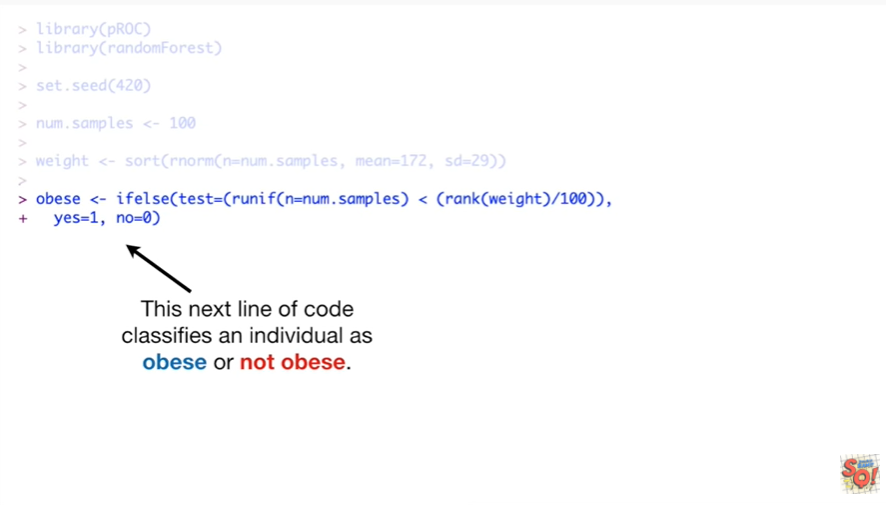 > library(pROC)
> library(randomForest)
>
> set.seed(420)
>
> num.samples <- 100
>
> weight <- sort(rnorm(n=num.samples, mean=172, sd=29))
>
> obese <- ifelse(test=(runif(n=num.samples) < (rank(weight)/100)),
+   yes=1, no=0)
This next line of code
classifies an individual as
obese or not obese.